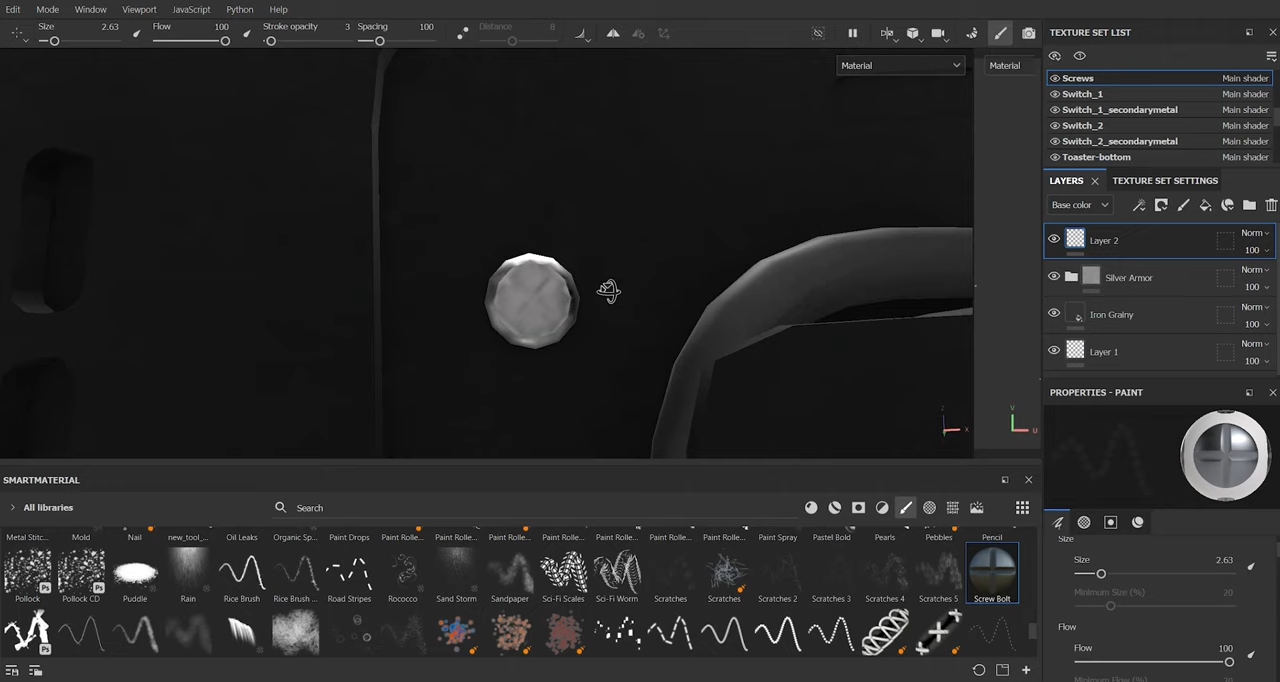 Edit Mode Window Viewport JavaScript Python Help
Size 2.63 Flow 100 Stroke opacity 3 Spacing 100 Distance 8
Material Material
TEXTURE SET LIST
Screws Main shader
Switch_1 Main shader
Switch_1_secondarymetal Main shader
Switch_2 Main shader
Switch_2_secondarymetal Main shader
Toaster-bottom Main shader
LAYERS TEXTURE SET SETTINGS
Base color
Layer 2 Norm 100
Silver Armor Norm 100
Iron Grainy Norm 100
Layer 1 Norm 100
PROPERTIES - PAINT
Size
Size 2.63
Minimum Size (%) 20
Flow
Flow 100
Z X V U
SMARTMATERIAL
All libraries Search
Metal Stitc... Mold Nail new_tool_... Oil Leaks Organic Sp... Paint Drops Paint Rolle... Paint Rolle... Paint Rolle... Paint Rolle... Paint Rolle... Paint Rolle... Paint Spray Pastel Bold Pearls Pebbles Pencil
Pollock Pollock CD Puddle Rain Rice Brush Rice Brush ... Road Stripes Rococco Sand Storm Sandpaper Sci-Fi Scales Sci-Fi Worm Scratches Scratches Scratches 2 Scratches 3 Scratches 4 Scratches 5 Screw Bolt